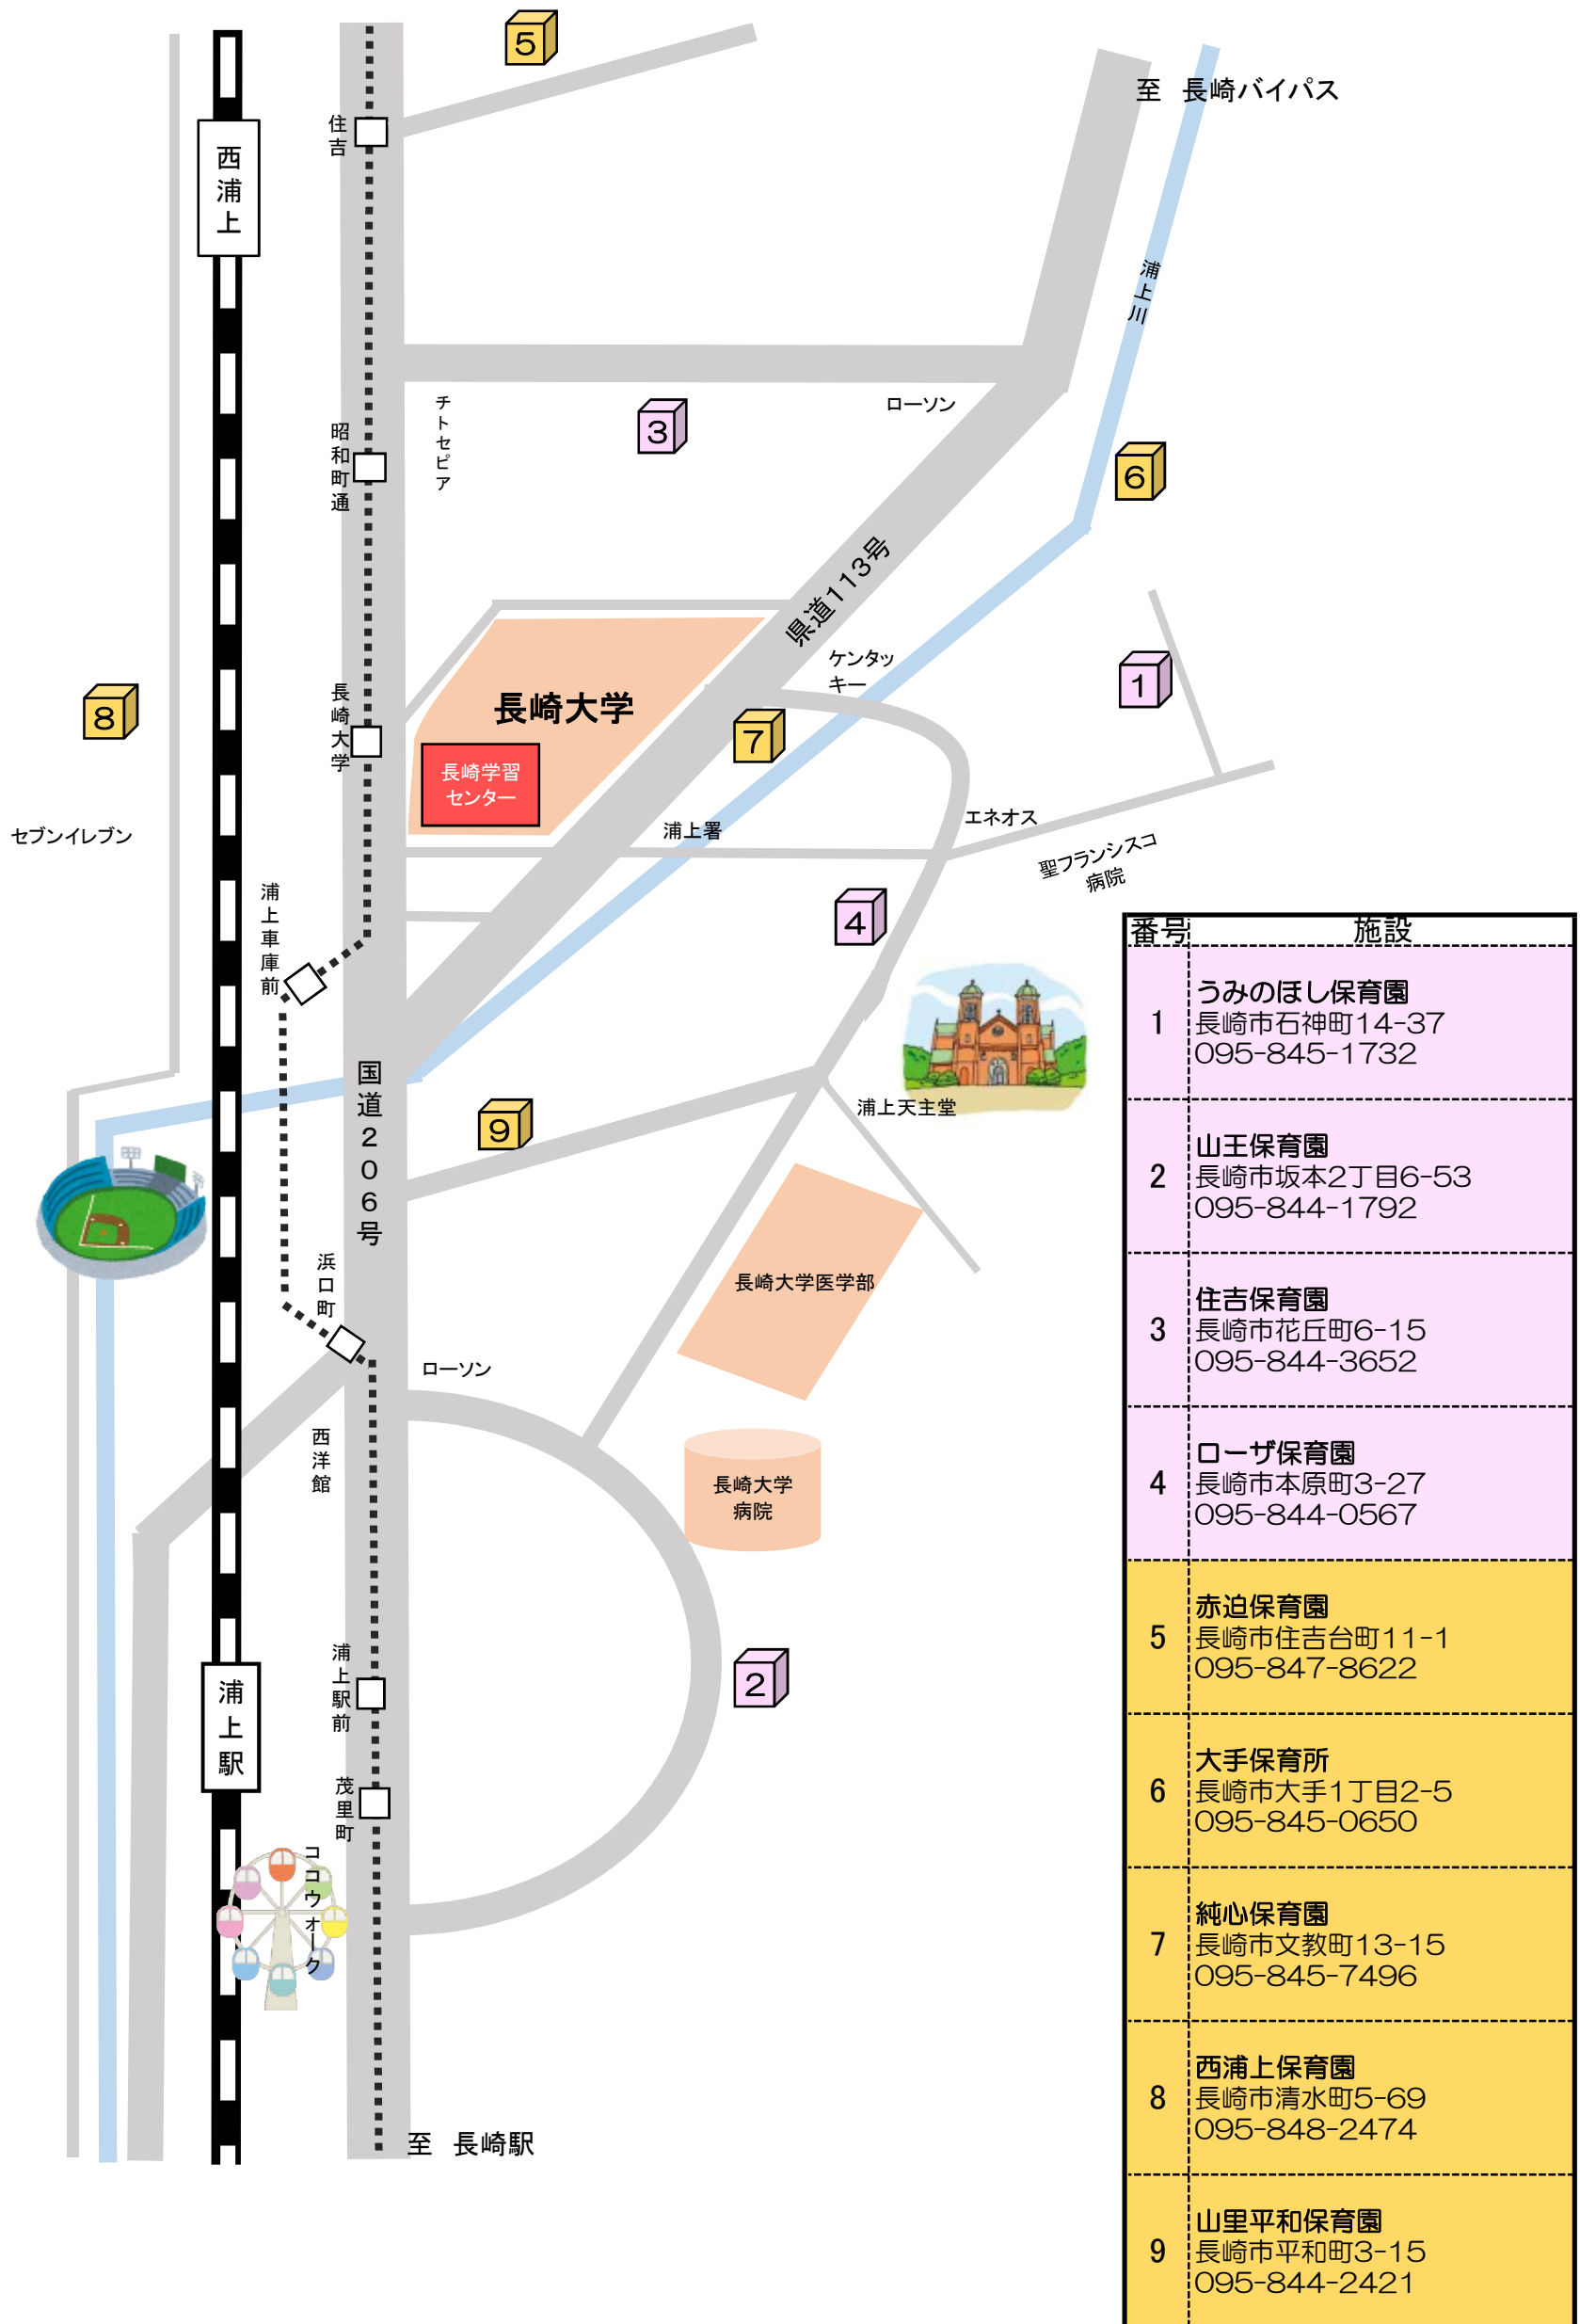 5
至 長崎バイパス
住吉
西浦上
浦上川
チトセピア
ローソン
3
昭和町通
6
県道113号
ケンタッ
キー
1
長崎大学
長崎大学
8
7
長崎学習
センター
エネオス
セブンイレブン
浦上署
聖フランシスコ
病院
浦上車庫前
4
国道206号
9
浦上天主堂
浜口町
長崎大学医学部
ローソン
西洋館
長崎大学
病院
浦上駅前
2
浦上駅
茂里町
ココウォーク
至 長崎駅
番号 施設
1
うみのほし保育園
長崎市石神町14-37
095-845-1732
2
山王保育園
長崎市坂本2丁目6-53
095-844-1792
3
住吉保育園
長崎市花丘町6-15
095-844-3652
4
ローザ保育園
長崎市本原町3-27
095-844-0567
5
赤迫保育園
長崎市住吉台町11-1
095-847-8622
6
大手保育所
長崎市大手1丁目2-5
095-845-0650
7
純心保育園
長崎市文教町13-15
095-845-7496
8
西浦上保育園
長崎市清水町5-69
095-848-2474
9
山里平和保育園
長崎市平和町3-15
095-844-2421